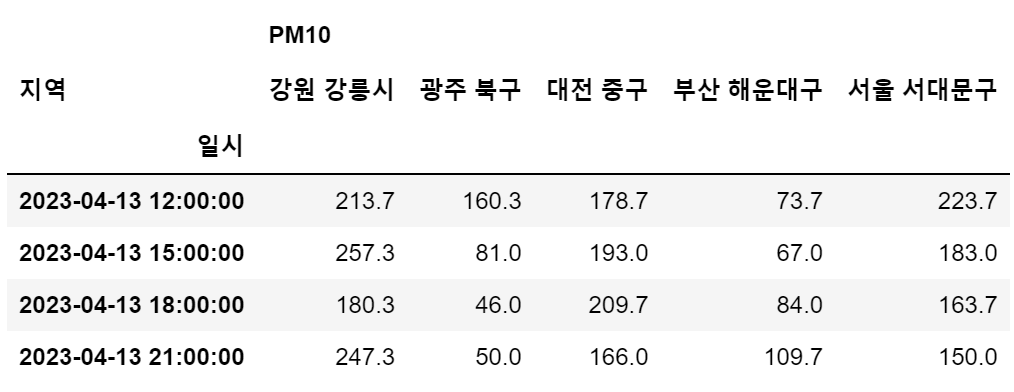 PM10
지역 강원 강릉시 광주 북구 대전 중구 부산 해운대구 서울 서대문구
일시
2023-04-13 12:00:00 213.7 160.3 178.7 73.7 223.7
2023-04-13 15:00:00 257.3 81.0 193.0 67.0 183.0
2023-04-13 18:00:00 180.3 46.0 209.7 84.0 163.7
2023-04-13 21:00:00 247.3 50.0 166.0 109.7 150.0